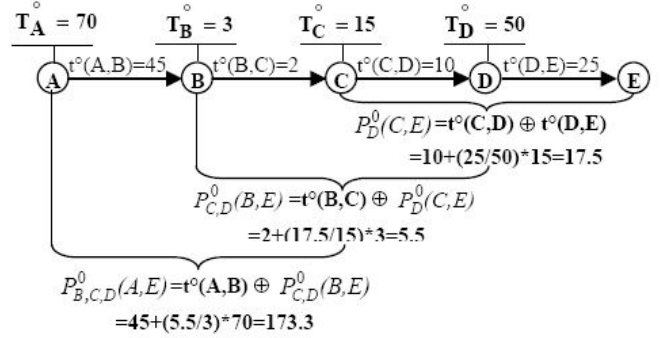 T°A = 70 T°B = 3 T°C = 15 T°D = 50
A t°(A,B)=45 B t°(B,C)=2 C t°(C,D)=10 D t°(D,E)=25 E
P⁰D(C,E)=t°(C,D) ⊕ t°(D,E)
=10+(25/50)*15=17.5
P⁰C,D(B,E) =t°(B,C) ⊕ P⁰D(C,E)
=2+(17.5/15)*3=5.5
P⁰B,C,D(A,E)=t°(A,B) ⊕ P⁰C,D(B,E)
=45+(5.5/3)*70=173.3